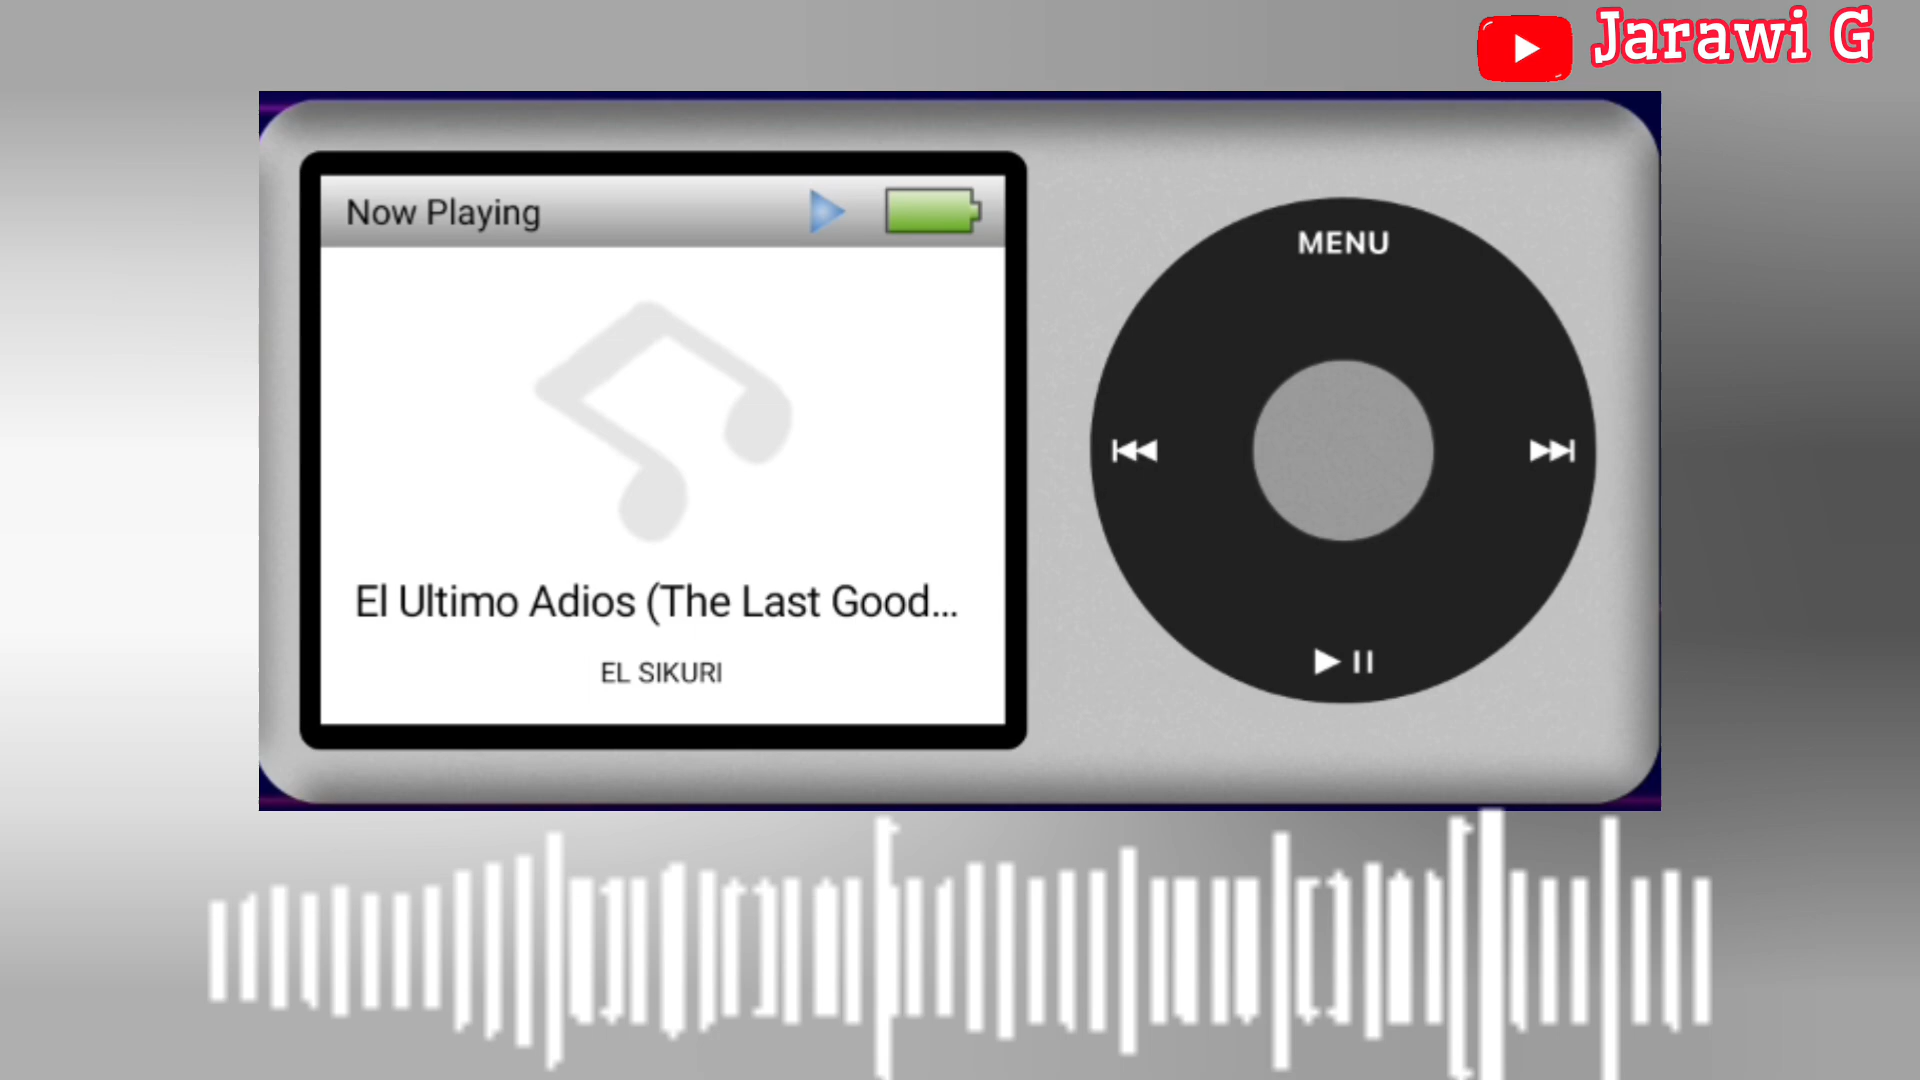 Jarawi G
Now Playing
MENU
El Ultimo Adios (The Last Good...
EL SIKURI